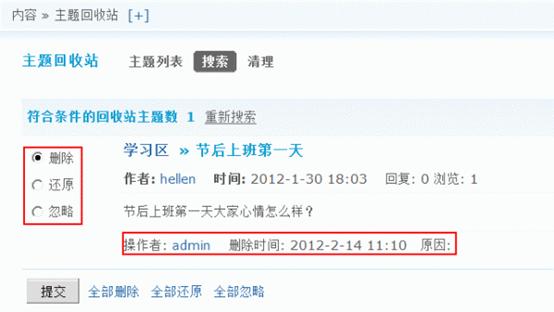 内容 » 主题回收站 [+]
主题回收站 主题列表 搜索 清理
符合条件的回收站主题数 1 重新搜索
删除
还原
忽略
学习区 » 节后上班第一天
作者: hellen 时间: 2012-1-30 18:03 回复: 0 浏览: 1
节后上班第一天大家心情怎么样？
操作者: admin 删除时间: 2012-2-14 11:10 原因:
提交 全部删除 全部还原 全部忽略